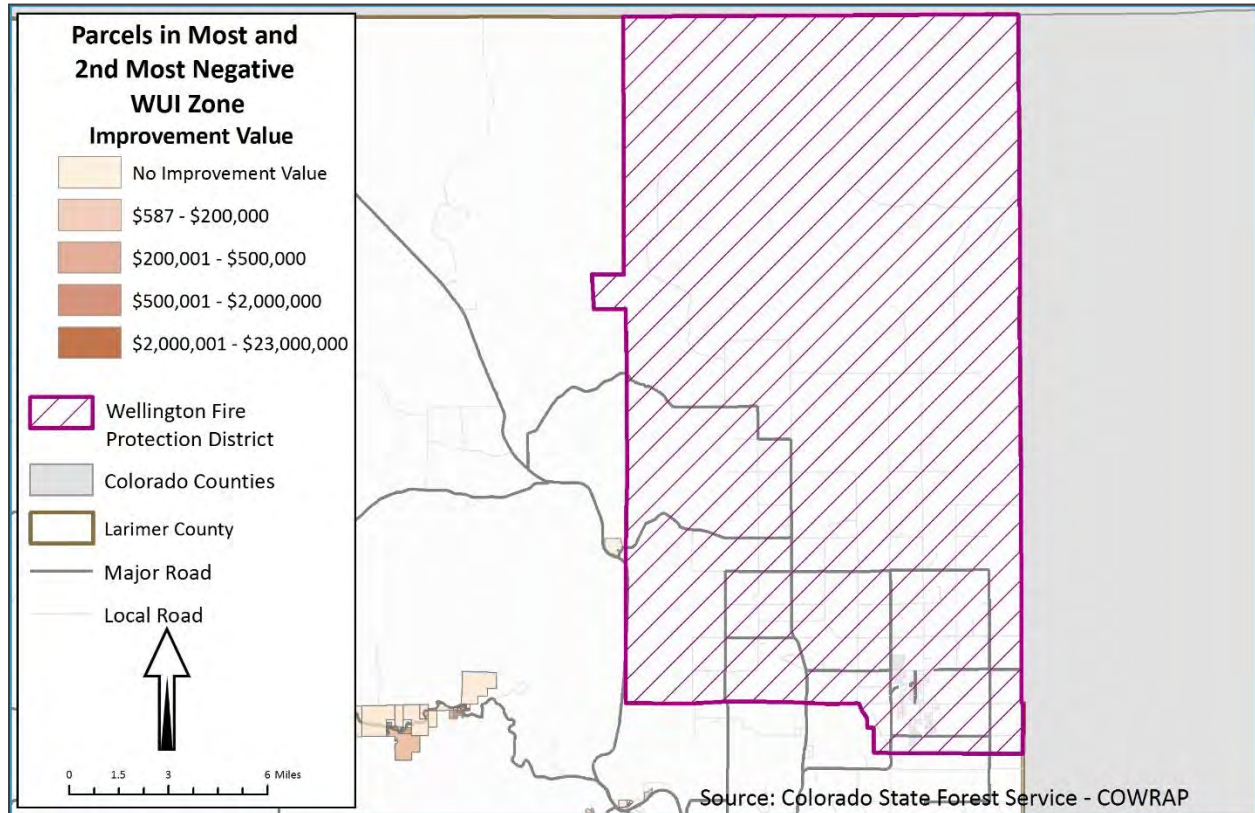 Parcels in Most and
2nd Most Negative
WUI Zone
Improvement Value
No Improvement Value
$587 - $200,000
$200,001 - $500,000
$500,001 - $2,000,000
$2,000,001 - $23,000,000
Wellington Fire
Protection District
Colorado Counties
Larimer County
Major Road
Local Road
0 1.5 3 6 Miles
Source: Colorado State Forest Service - COWRAP